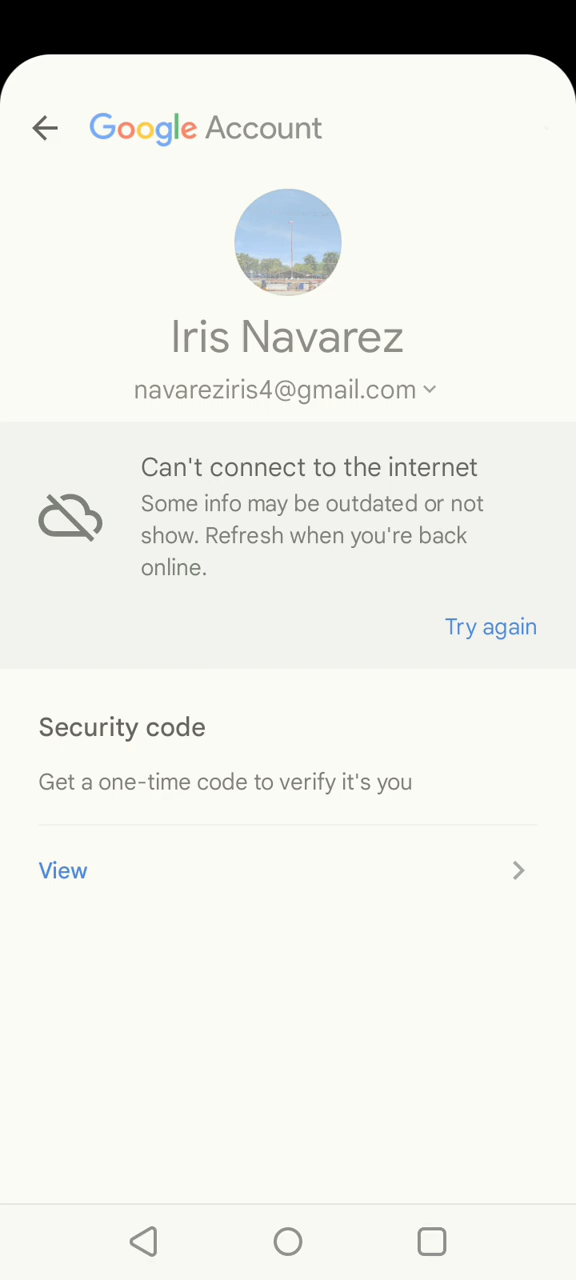 Google Account
Iris Navarez
navareziris4@gmail.com
Can't connect to the internet
Some info may be outdated or not
show. Refresh when you're back
online.
Try again
Security code
Get a one-time code to verify it's you
View